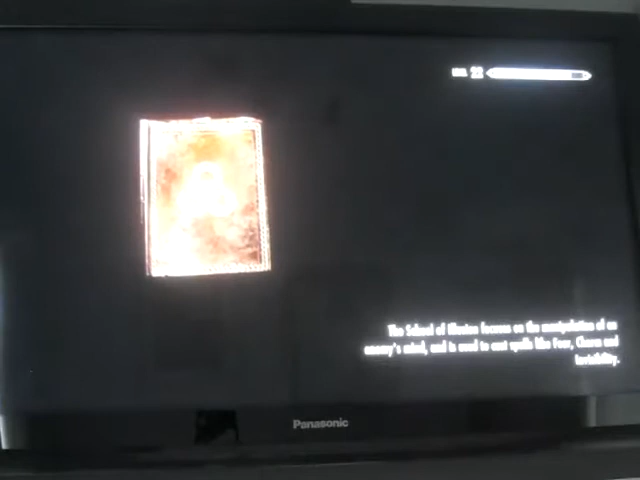 LEVEL 22
The School of Illusion focuses on the manipulation of an
enemy's mind, and is used to cast spells like Fear, Charm and
Invisibility.
Panasonic